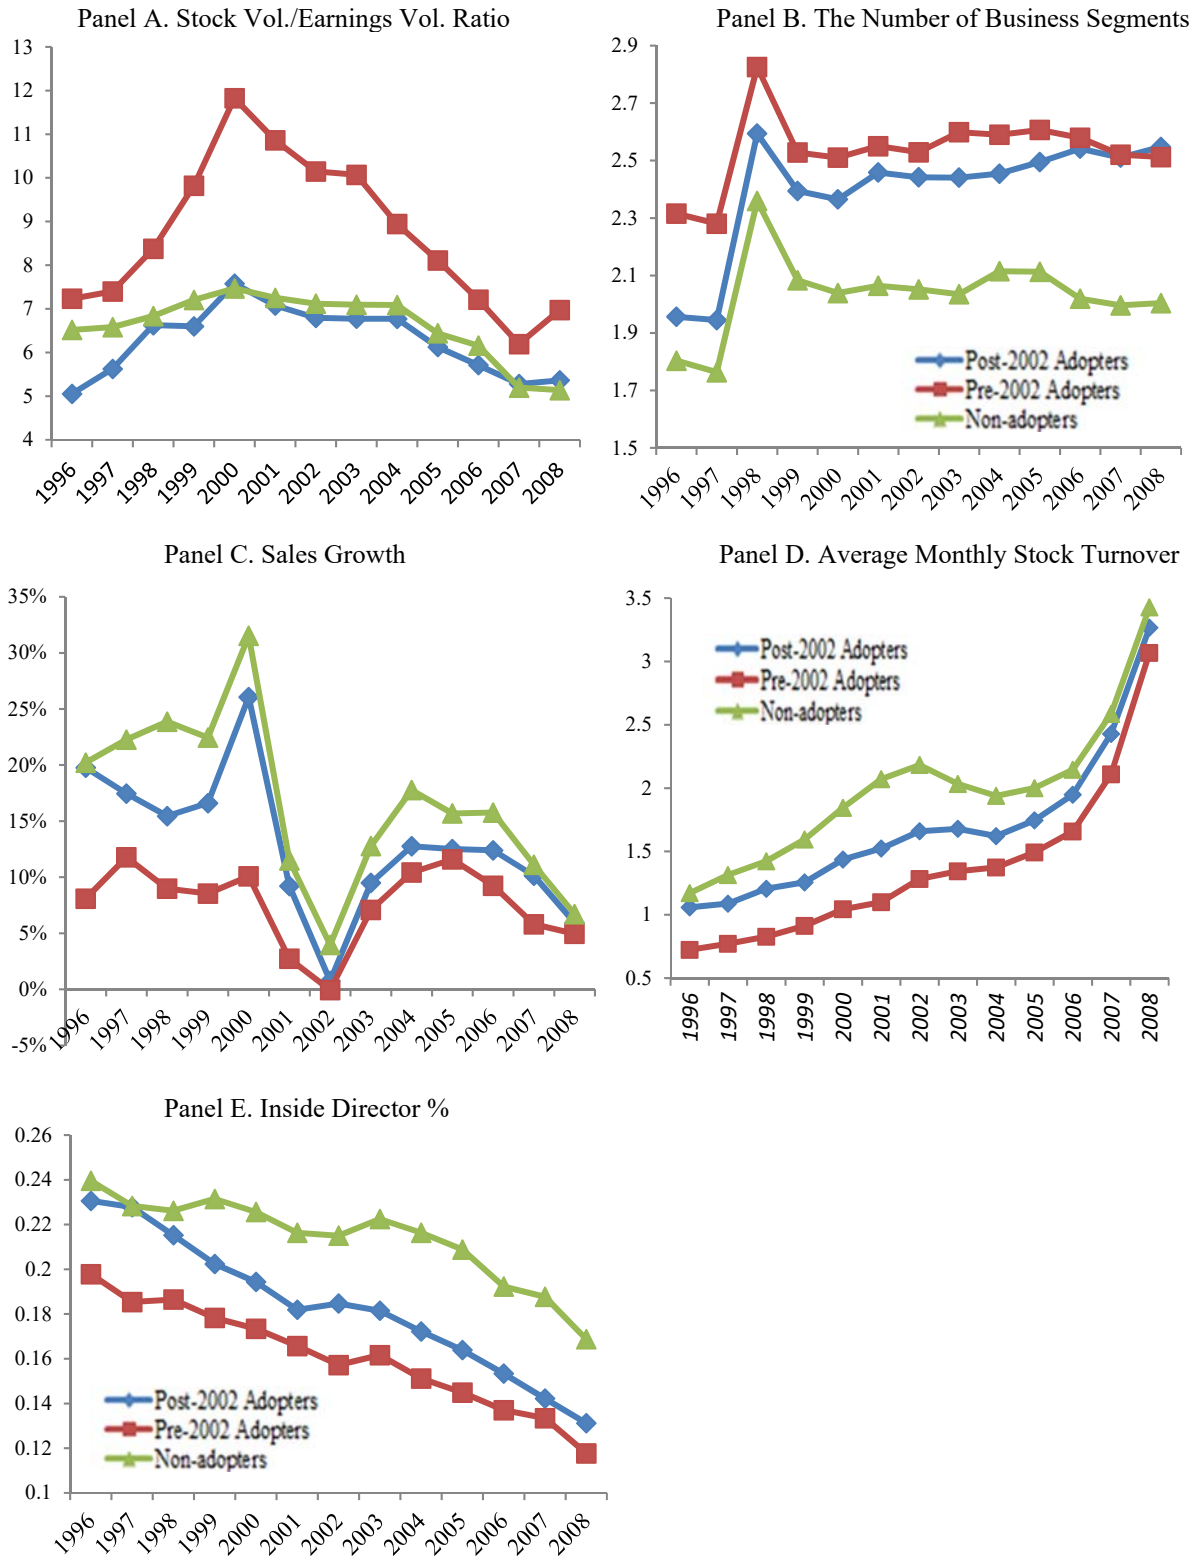 Panel A. Stock Vol./Earnings Vol. Ratio
13
12
11
10
9
8
7
6
5
4
1996 1997 1998 1999 2000 2001 2002 2003 2004 2005 2006 2007 2008
Panel B. The Number of Business Segments
2.9
2.7
2.5
2.3
2.1
1.9
1.7
1.5
Post-2002 Adopters
Pre-2002 Adopters
Non-adopters
1996 1997 1998 1999 2000 2001 2002 2003 2004 2005 2006 2007 2008
Panel C. Sales Growth
35%
30%
25%
20%
15%
10%
5%
0%
-5%
1996 1997 1998 1999 2000 2001 2002 2003 2004 2005 2006 2007 2008
Panel D. Average Monthly Stock Turnover
3.5
3
2.5
2
1.5
1
0.5
Post-2002 Adopters
Pre-2002 Adopters
Non-adopters
1996 1997 1998 1999 2000 2001 2002 2003 2004 2005 2006 2007 2008
Panel E. Inside Director %
0.26
0.24
0.22
0.2
0.18
0.16
0.14
0.12
0.1
Post-2002 Adopters
Pre-2002 Adopters
Non-adopters
1996 1997 1998 1999 2000 2001 2002 2003 2004 2005 2006 2007 2008